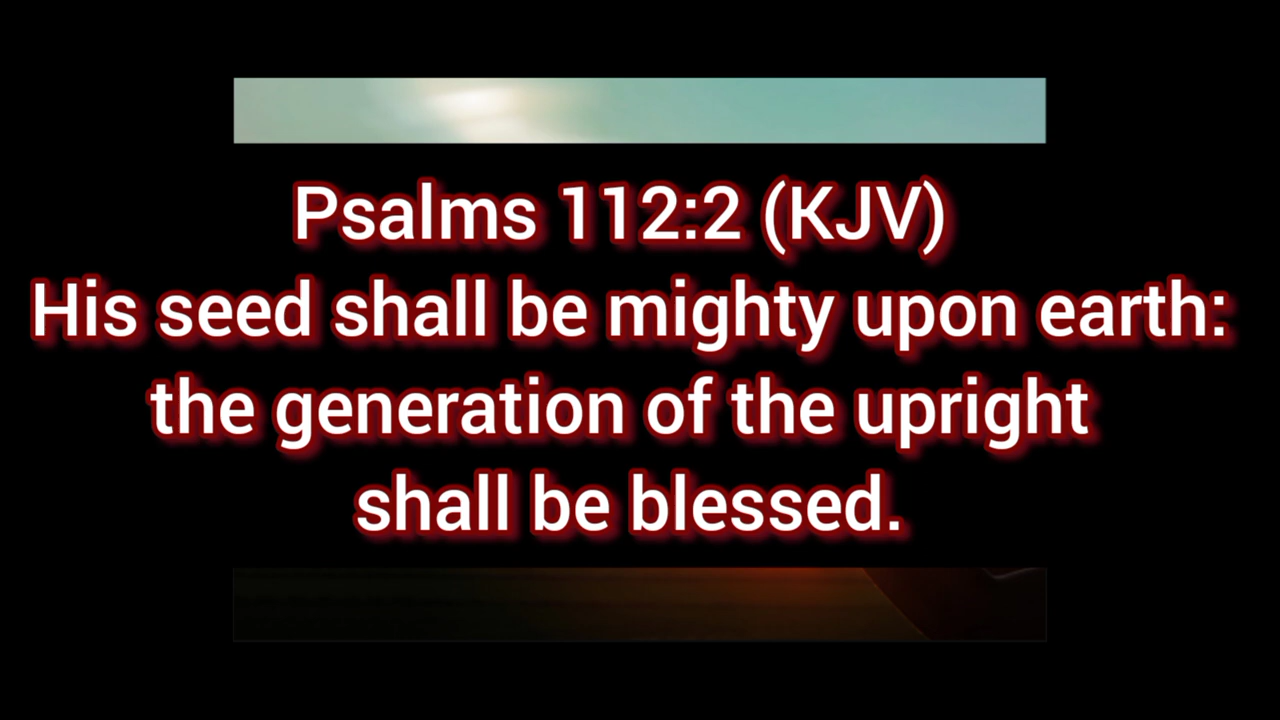 Psalms 112:2 (KJV)
His seed shall be mighty upon earth:
the generation of the upright
shall be blessed.